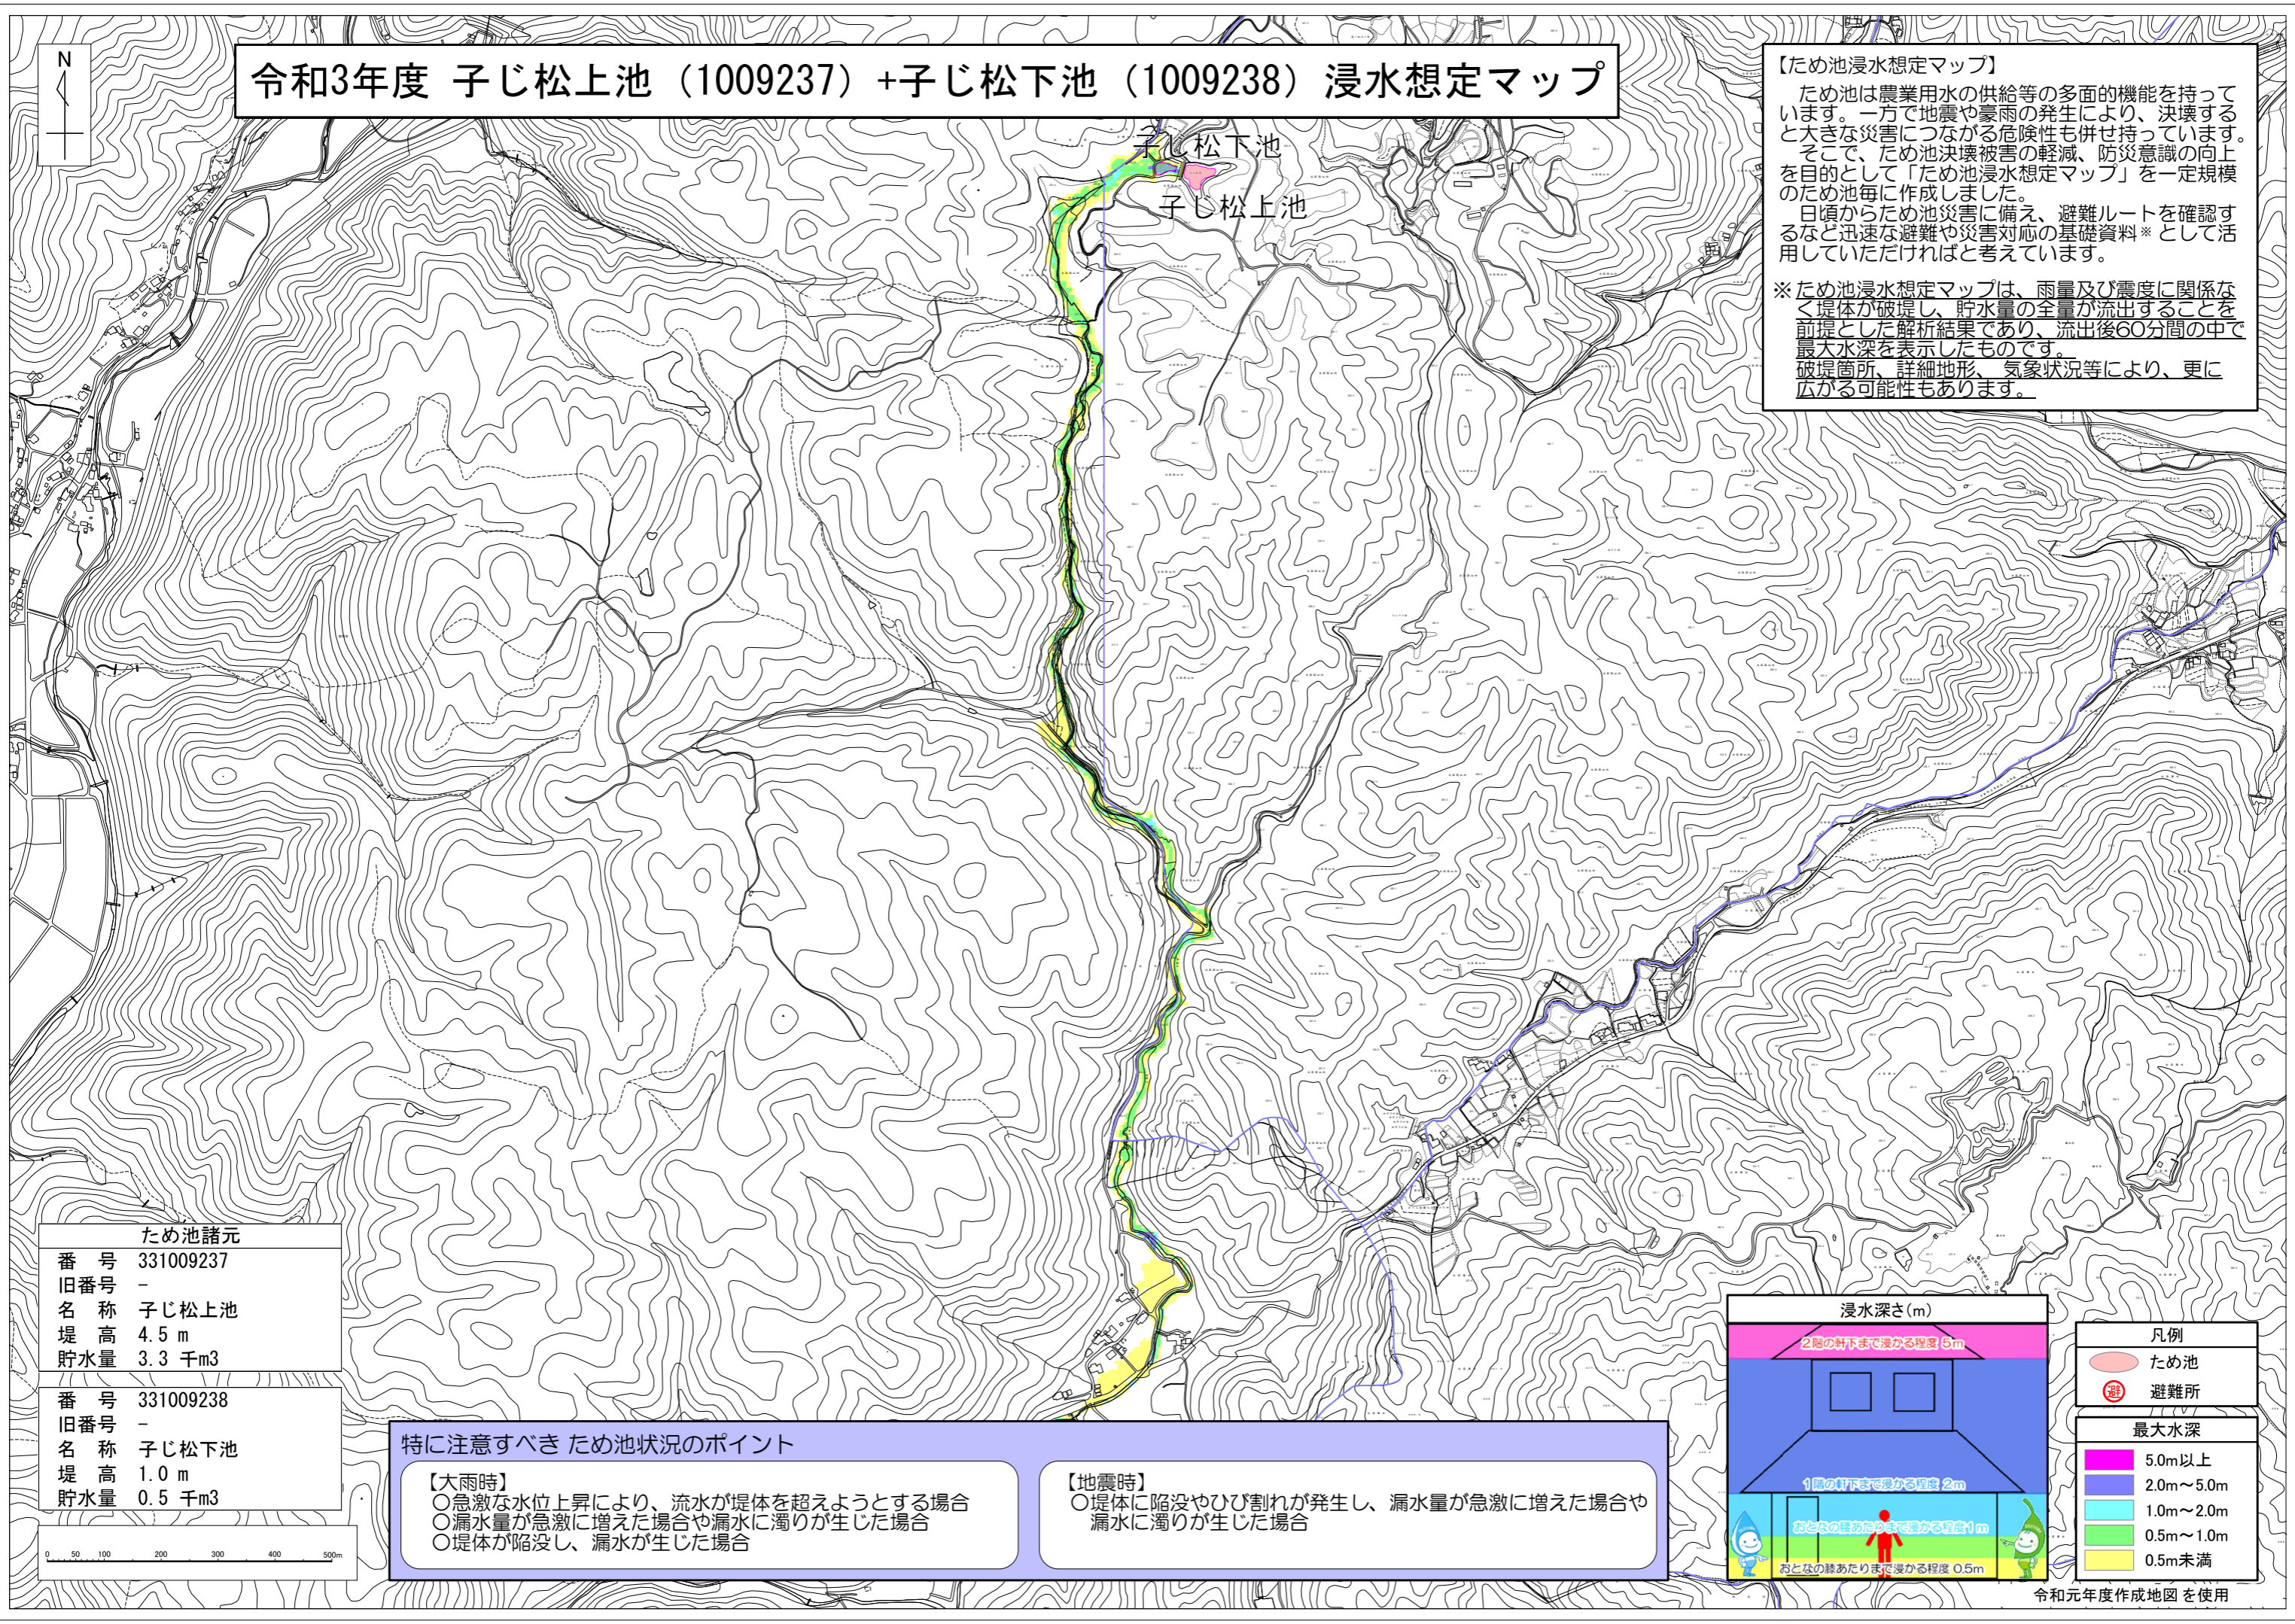 N
令和3年度 子じ松上池（1009237）+子じ松下池（1009238）浸水想定マップ
【ため池浸水想定マップ】
ため池は農業用水の供給等の多面的機能を持って
います。一方で地震や豪雨の発生により、決壊する
と大きな災害につながる危険性も併せ持っています。
そこで、ため池決壊被害の軽減、防災意識の向上
を目的として「ため池浸水想定マップ」を一定規模
のため池毎に作成しました。
日頃からため池災害に備え、避難ルートを確認す
るなど迅速な避難や災害対応の基礎資料※として活
用していただければと考えています。
※ため池浸水想定マップは、雨量及び震度に関係な
く堤体が破堤し、貯水量の全量が流出することを
前提とした解析結果であり、流出後60分間の中で
最大水深を表示したものです。
破堤箇所、詳細地形、気象状況等により、更に
広がる可能性もあります。
子じ松下池
子じ松上池
ため池諸元
番 号 331009237
旧番号 -
名 称 子じ松上池
堤 高 4.5 m
貯水量 3.3 千m3
番 号 331009238
旧番号 -
名 称 子じ松下池
堤 高 1.0 m
貯水量 0.5 千m3
0 50 100 200 300 400 500m
特に注意すべき ため池状況のポイント
【大雨時】
○急激な水位上昇により、流水が堤体を超えようとする場合
○漏水量が急激に増えた場合や漏水に濁りが生じた場合
○堤体が陥没し、漏水が生じた場合
【地震時】
○堤体に陥没やひび割れが発生し、漏水量が急激に増えた場合や
漏水に濁りが生じた場合
浸水深さ(m)
2階の軒下まで浸かる程度 5m
1階の軒下まで浸かる程度 2m
おとなの腰あたりまで浸かる程度1m
おとなの膝あたりまで浸かる程度 0.5m
凡例
ため池
避 避難所
最大水深
5.0m以上
2.0m～5.0m
1.0m～2.0m
0.5m～1.0m
0.5m未満
令和元年度作成地図を使用